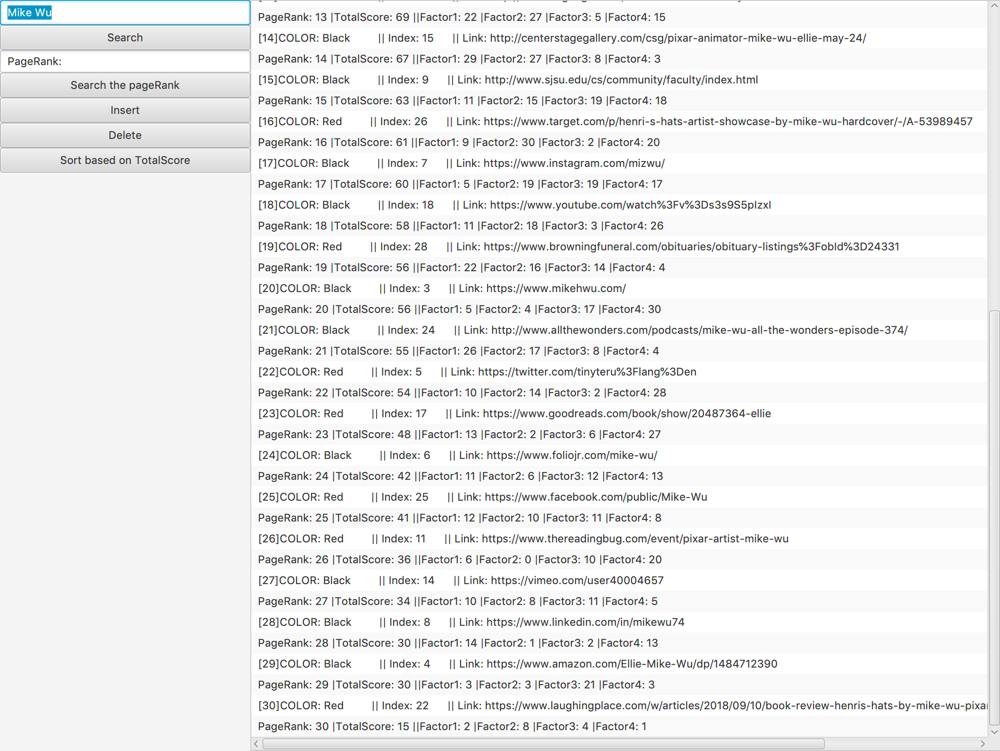 Mike Wu
Search
PageRank:
Search the pageRank
Insert
Delete
Sort based on TotalScore
PageRank: 13 |TotalScore: 69 ||Factor1: 22 |Factor2: 27 |Factor3: 5 |Factor4: 15
[14]COLOR: Black || Index: 15 || Link: http://centerstagegallery.com/csg/pixar-animator-mike-wu-ellie-may-24/
PageRank: 14 |TotalScore: 67 ||Factor1: 29 |Factor2: 27 |Factor3: 8 |Factor4: 3
[15]COLOR: Black || Index: 9 || Link: http://www.sjsu.edu/cs/community/faculty/index.html
PageRank: 15 |TotalScore: 63 ||Factor1: 11 |Factor2: 15 |Factor3: 19 |Factor4: 18
[16]COLOR: Red || Index: 26 || Link: https://www.target.com/p/henri-s-hats-artist-showcase-by-mike-wu-hardcover/-/A-53989457
PageRank: 16 |TotalScore: 61 ||Factor1: 9 |Factor2: 30 |Factor3: 2 |Factor4: 20
[17]COLOR: Black || Index: 7 || Link: https://www.instagram.com/mizwu/
PageRank: 17 |TotalScore: 60 ||Factor1: 5 |Factor2: 19 |Factor3: 19 |Factor4: 17
[18]COLOR: Black || Index: 18 || Link: https://www.youtube.com/watch%3Fv%3Ds3s9S5pIzxI
PageRank: 18 |TotalScore: 58 ||Factor1: 11 |Factor2: 18 |Factor3: 3 |Factor4: 26
[19]COLOR: Red || Index: 28 || Link: https://www.browningfuneral.com/obituaries/obituary-listings%3FobId%3D24331
PageRank: 19 |TotalScore: 56 ||Factor1: 22 |Factor2: 16 |Factor3: 14 |Factor4: 4
[20]COLOR: Black || Index: 3 || Link: https://www.mikehwu.com/
PageRank: 20 |TotalScore: 56 ||Factor1: 5 |Factor2: 4 |Factor3: 17 |Factor4: 30
[21]COLOR: Black || Index: 24 || Link: http://www.allthewonders.com/podcasts/mike-wu-all-the-wonders-episode-374/
PageRank: 21 |TotalScore: 55 ||Factor1: 26 |Factor2: 17 |Factor3: 8 |Factor4: 4
[22]COLOR: Red || Index: 5 || Link: https://twitter.com/tinyteru%3Flang%3Den
PageRank: 22 |TotalScore: 54 ||Factor1: 10 |Factor2: 14 |Factor3: 2 |Factor4: 28
[23]COLOR: Red || Index: 17 || Link: https://www.goodreads.com/book/show/20487364-ellie
PageRank: 23 |TotalScore: 48 ||Factor1: 13 |Factor2: 2 |Factor3: 6 |Factor4: 27
[24]COLOR: Black || Index: 6 || Link: https://www.foliojr.com/mike-wu/
PageRank: 24 |TotalScore: 42 ||Factor1: 11 |Factor2: 6 |Factor3: 12 |Factor4: 13
[25]COLOR: Red || Index: 25 || Link: https://www.facebook.com/public/Mike-Wu
PageRank: 25 |TotalScore: 41 ||Factor1: 12 |Factor2: 10 |Factor3: 11 |Factor4: 8
[26]COLOR: Red || Index: 11 || Link: https://www.thereadingbug.com/event/pixar-artist-mike-wu
PageRank: 26 |TotalScore: 36 ||Factor1: 6 |Factor2: 0 |Factor3: 10 |Factor4: 20
[27]COLOR: Black || Index: 14 || Link: https://vimeo.com/user40004657
PageRank: 27 |TotalScore: 34 ||Factor1: 10 |Factor2: 8 |Factor3: 11 |Factor4: 5
[28]COLOR: Black || Index: 8 || Link: https://www.linkedin.com/in/mikewu74
PageRank: 28 |TotalScore: 30 ||Factor1: 14 |Factor2: 1 |Factor3: 2 |Factor4: 13
[29]COLOR: Black || Index: 4 || Link: https://www.amazon.com/Ellie-Mike-Wu/dp/1484712390
PageRank: 29 |TotalScore: 30 ||Factor1: 3 |Factor2: 3 |Factor3: 21 |Factor4: 3
[30]COLOR: Red || Index: 22 || Link: https://www.laughingplace.com/w/articles/2018/09/10/book-review-henris-hats-by-mike-wu-pixar
PageRank: 30 |TotalScore: 15 ||Factor1: 2 |Factor2: 8 |Factor3: 4 |Factor4: 1